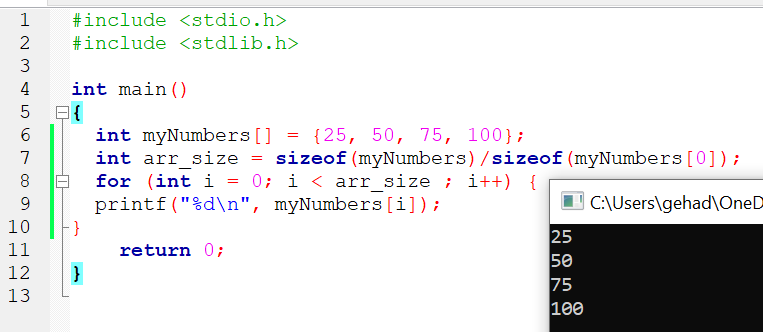 1 #include <stdio.h>
2 #include <stdlib.h>
3
4 int main()
5 {
6 int myNumbers[] = {25, 50, 75, 100};
7 int arr_size = sizeof(myNumbers)/sizeof(myNumbers[0]);
8 for (int i = 0; i < arr_size ; i++) {
9 printf("%d\n", myNumbers[i]);
10 }
11 return 0;
12 }
13
C:\Users\gehad\OneD
25
50
75
100